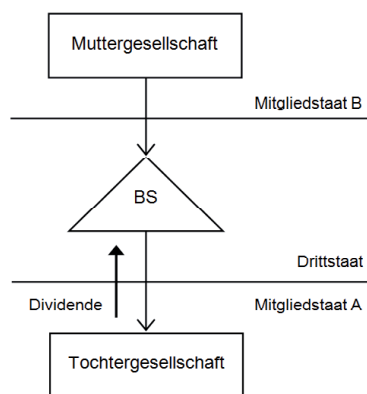 Muttergesellschaft
Mitgliedstaat B
BS
Drittstaat
Dividende
Mitgliedstaat A
Tochtergesellschaft